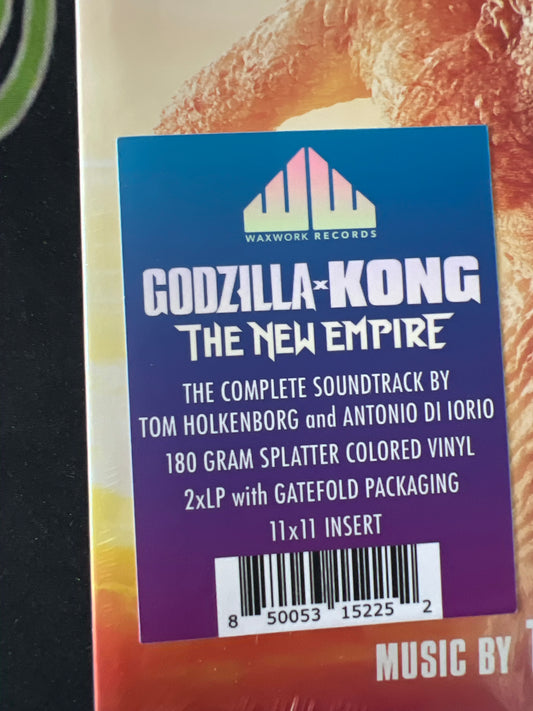 WAXWORK RECORDS
GODZILLA x KONG
THE NEW EMPIRE
THE COMPLETE SOUNDTRACK BY
TOM HOLKENBORG and ANTONIO DI IORIO
180 GRAM SPLATTER COLORED VINYL
2xLP with GATEFOLD PACKAGING
11x11 INSERT
8 50053 15225 2
MUSIC BY